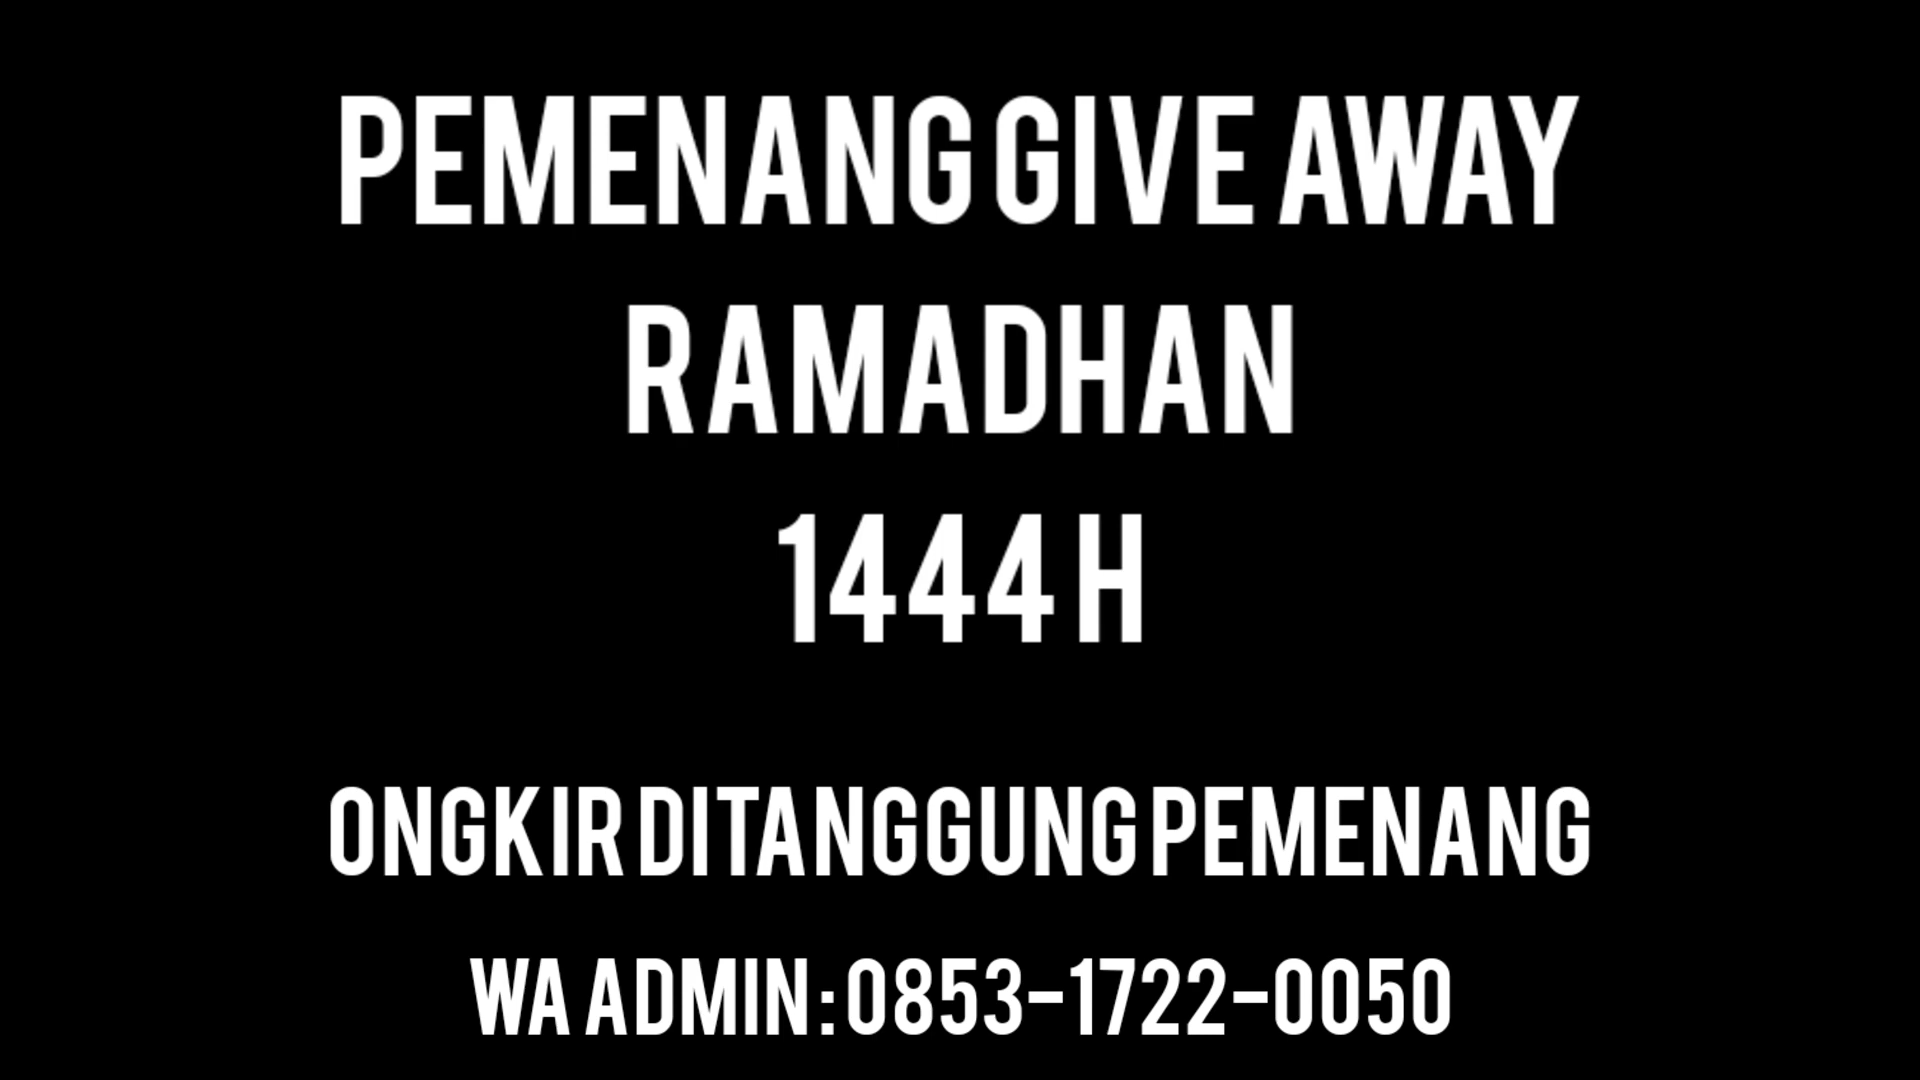 PEMENANG GIVE AWAY
RAMADHAN
1444 H
ONGKIR DITANGGUNG PEMENANG
WA ADMIN : 0853-1722-0050